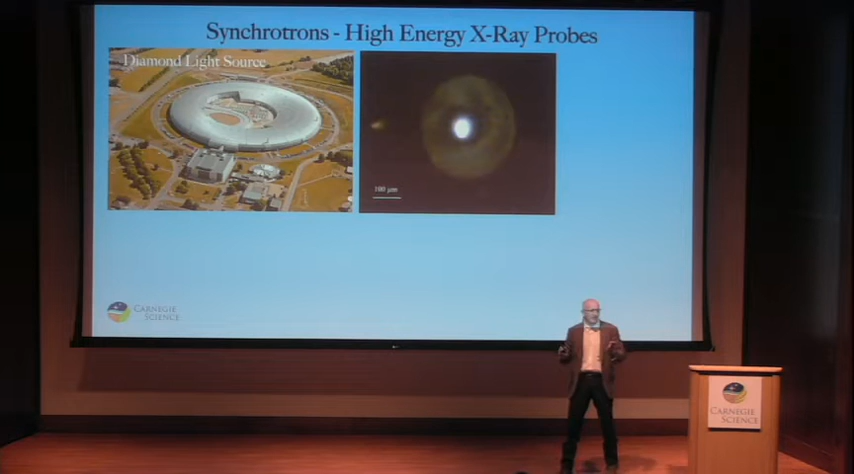 Synchrotrons - High Energy X-Ray Probes
Diamond Light Source
100 μm
CARNEGIE
SCIENCE
CARNEGIE
SCIENCE